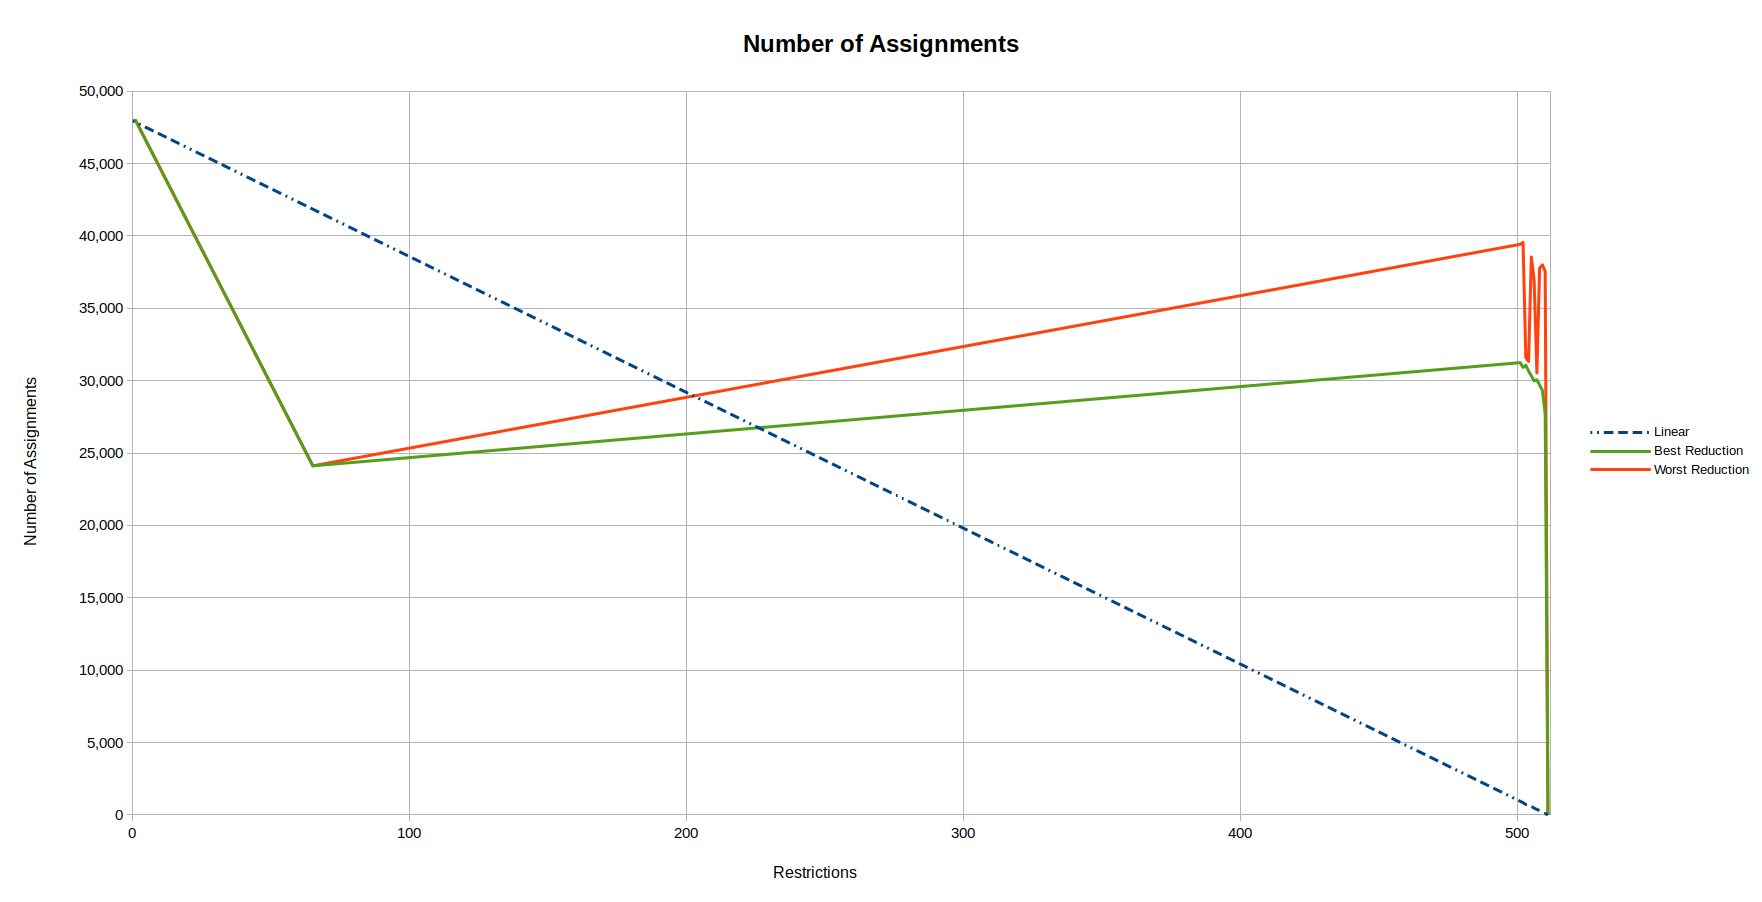 Number of Assignments
50,000
45,000
40,000
35,000
30,000
25,000
20,000
15,000
10,000
5,000
0
Number of Assignments
0 100 200 300 400 500
Restrictions
Linear
Best Reduction
Worst Reduction